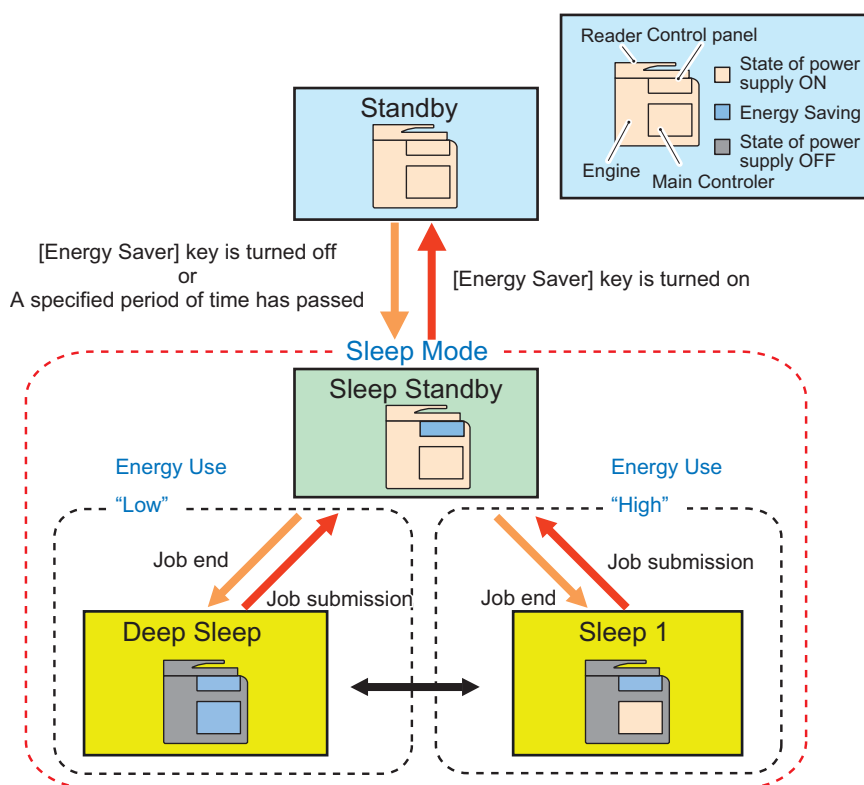 Reader Control panel
State of power
supply ON
Energy Saving
State of power
supply OFF
Engine
Main Controler
Standby
[Energy Saver] key is turned off
or
A specified period of time has passed
[Energy Saver] key is turned on
Sleep Mode
Sleep Standby
Energy Use
“Low”
Energy Use
“High”
Job end
Job submission
Job submission
Job end
Deep Sleep
Sleep 1